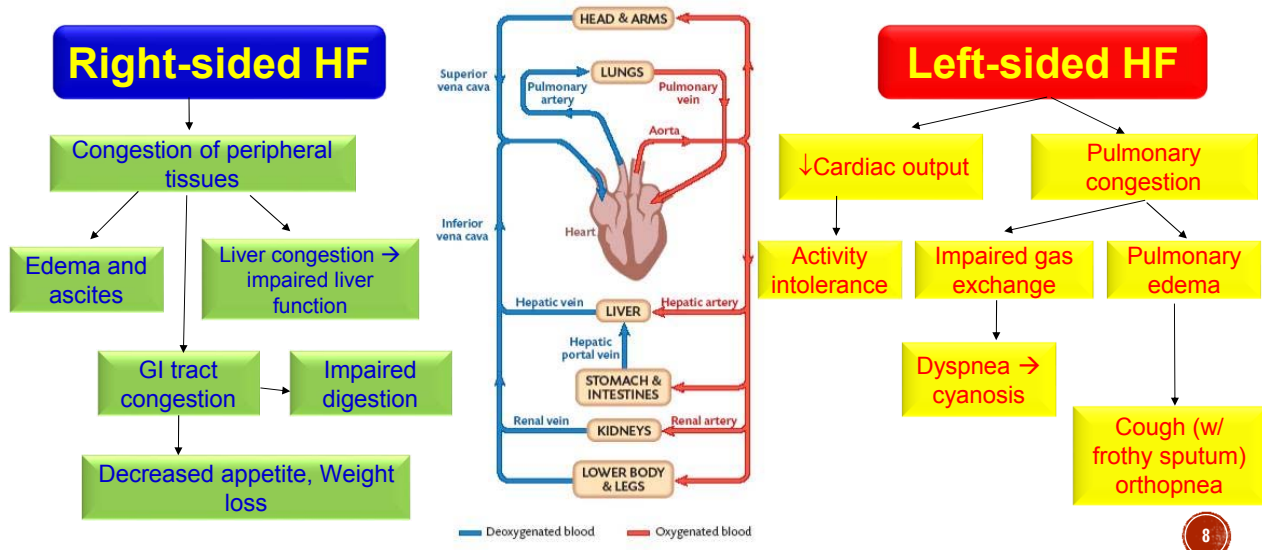 Right-sided HF
Congestion of peripheral
tissues
Edema and
ascites
Liver congestion →
impaired liver
function
GI tract
congestion
Impaired
digestion
Decreased appetite, Weight
loss
HEAD & ARMS
Superior
vena cava
LUNGS
Pulmonary
artery
Pulmonary
vein
Aorta
Inferior
vena cava
Heart
Hepatic vein
LIVER
Hepatic artery
Hepatic
portal vein
STOMACH &
INTESTINES
Renal vein
KIDNEYS
Renal artery
LOWER BODY
& LEGS
Deoxygenated blood
Oxygenated blood
Left-sided HF
↓Cardiac output
Pulmonary
congestion
Activity
intolerance
Impaired gas
exchange
Pulmonary
edema
Dyspnea →
cyanosis
Cough (w/
frothy sputum)
orthopnea
8